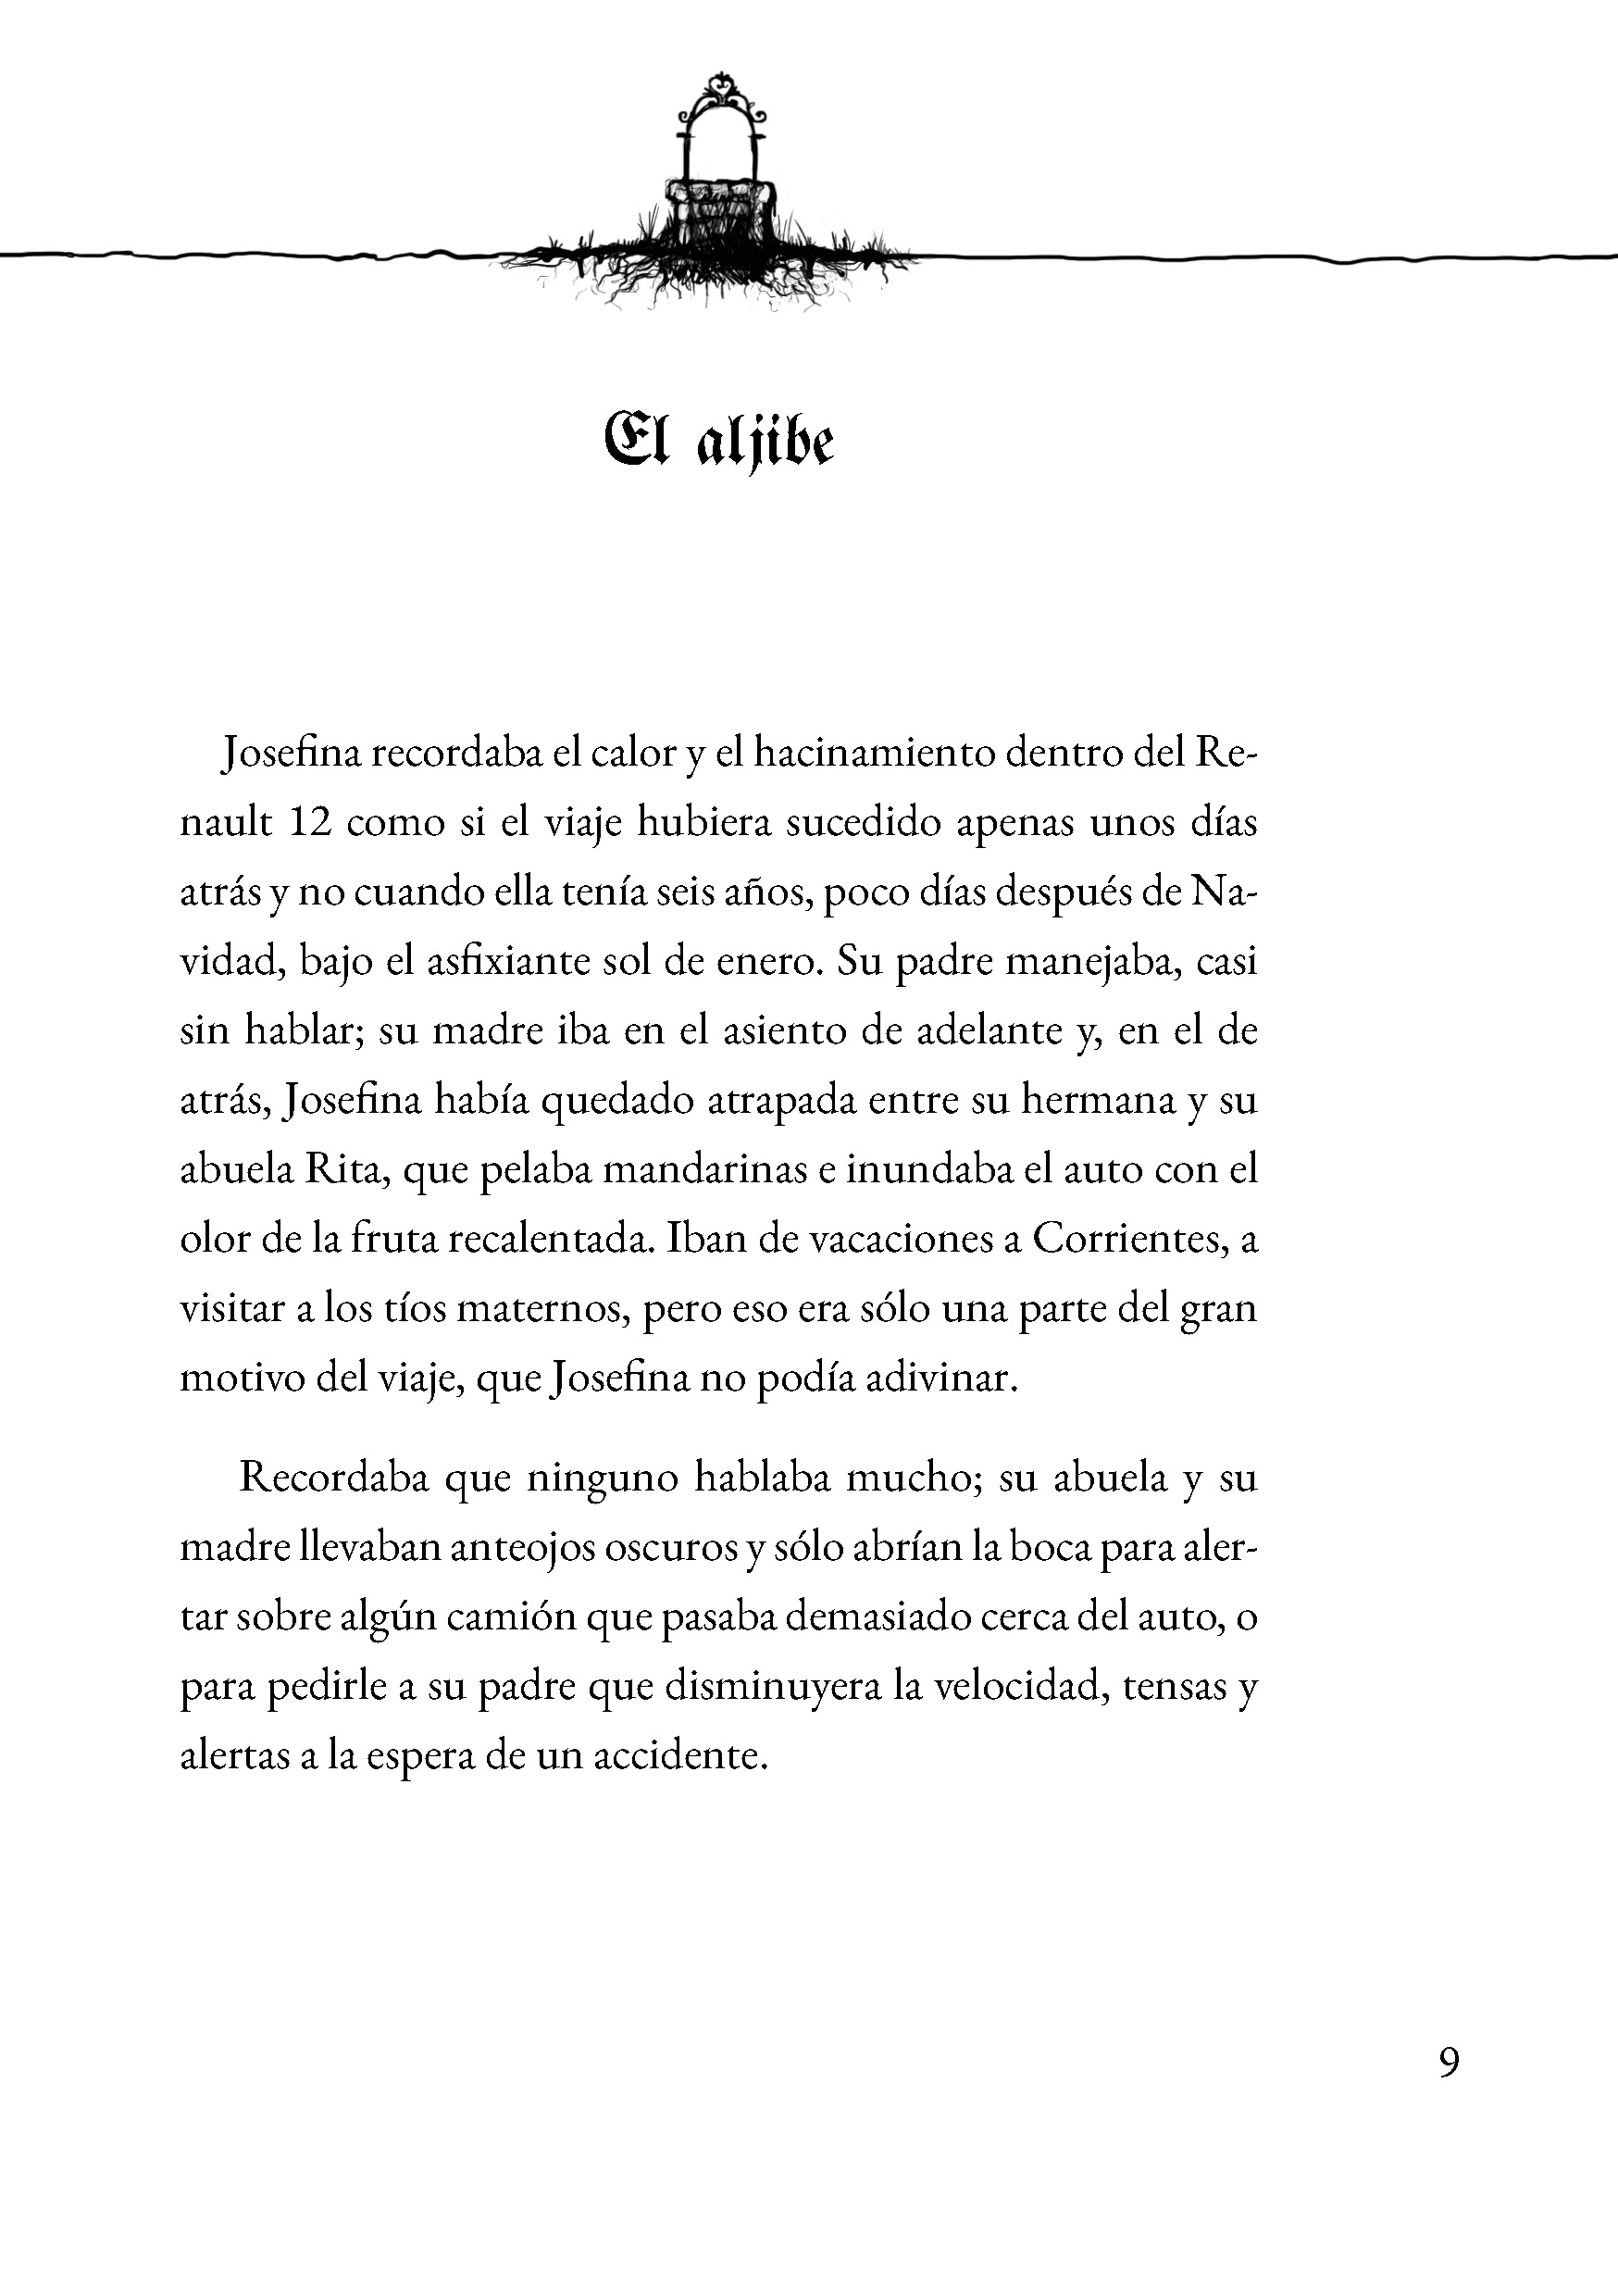 El aljibe
Josefina recordaba el calor y el hacinamiento dentro del Re-
nault 12 como si el viaje hubiera sucedido apenas unos días
atrás y no cuando ella tenía seis años, poco días después de Na-
vidad, bajo el asfixiante sol de enero. Su padre manejaba, casi
sin hablar; su madre iba en el asiento de adelante y, en el de
atrás, Josefina había quedado atrapada entre su hermana y su
abuela Rita, que pelaba mandarinas e inundaba el auto con el
olor de la fruta recalentada. Iban de vacaciones a Corrientes, a
visitar a los tíos maternos, pero eso era sólo una parte del gran
motivo del viaje, que Josefina no podía adivinar.
Recordaba que ninguno hablaba mucho; su abuela y su
madre llevaban anteojos oscuros y sólo abrían la boca para aler-
tar sobre algún camión que pasaba demasiado cerca del auto, o
para pedirle a su padre que disminuyera la velocidad, tensas y
alertas a la espera de un accidente.
9